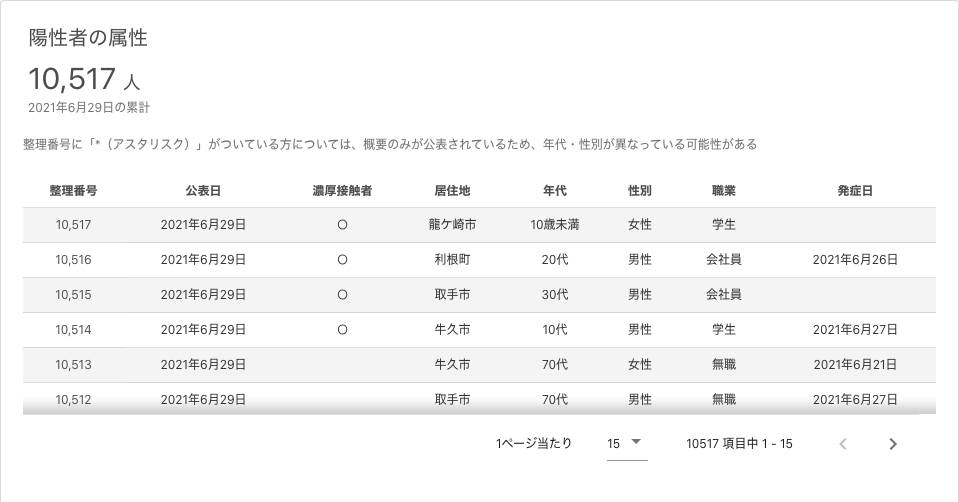 陽性者の属性
10,517 人
2021年6月29日の累計
整理番号に「*（アスタリスク）」がついている方については、概要のみが公表されているため、年代・性別が異なっている可能性がある
整理番号 公表日 濃厚接触者 居住地 年代 性別 職業 発症日
10,517 2021年6月29日 ○ 龍ケ崎市 10歳未満 女性 学生
10,516 2021年6月29日 ○ 利根町 20代 男性 会社員 2021年6月26日
10,515 2021年6月29日 ○ 取手市 30代 男性 会社員
10,514 2021年6月29日 ○ 牛久市 10代 男性 学生 2021年6月27日
10,513 2021年6月29日 牛久市 70代 女性 無職 2021年6月21日
10,512 2021年6月29日 取手市 70代 男性 無職 2021年6月27日
1ページ当たり 15 10517 項目中 1 - 15